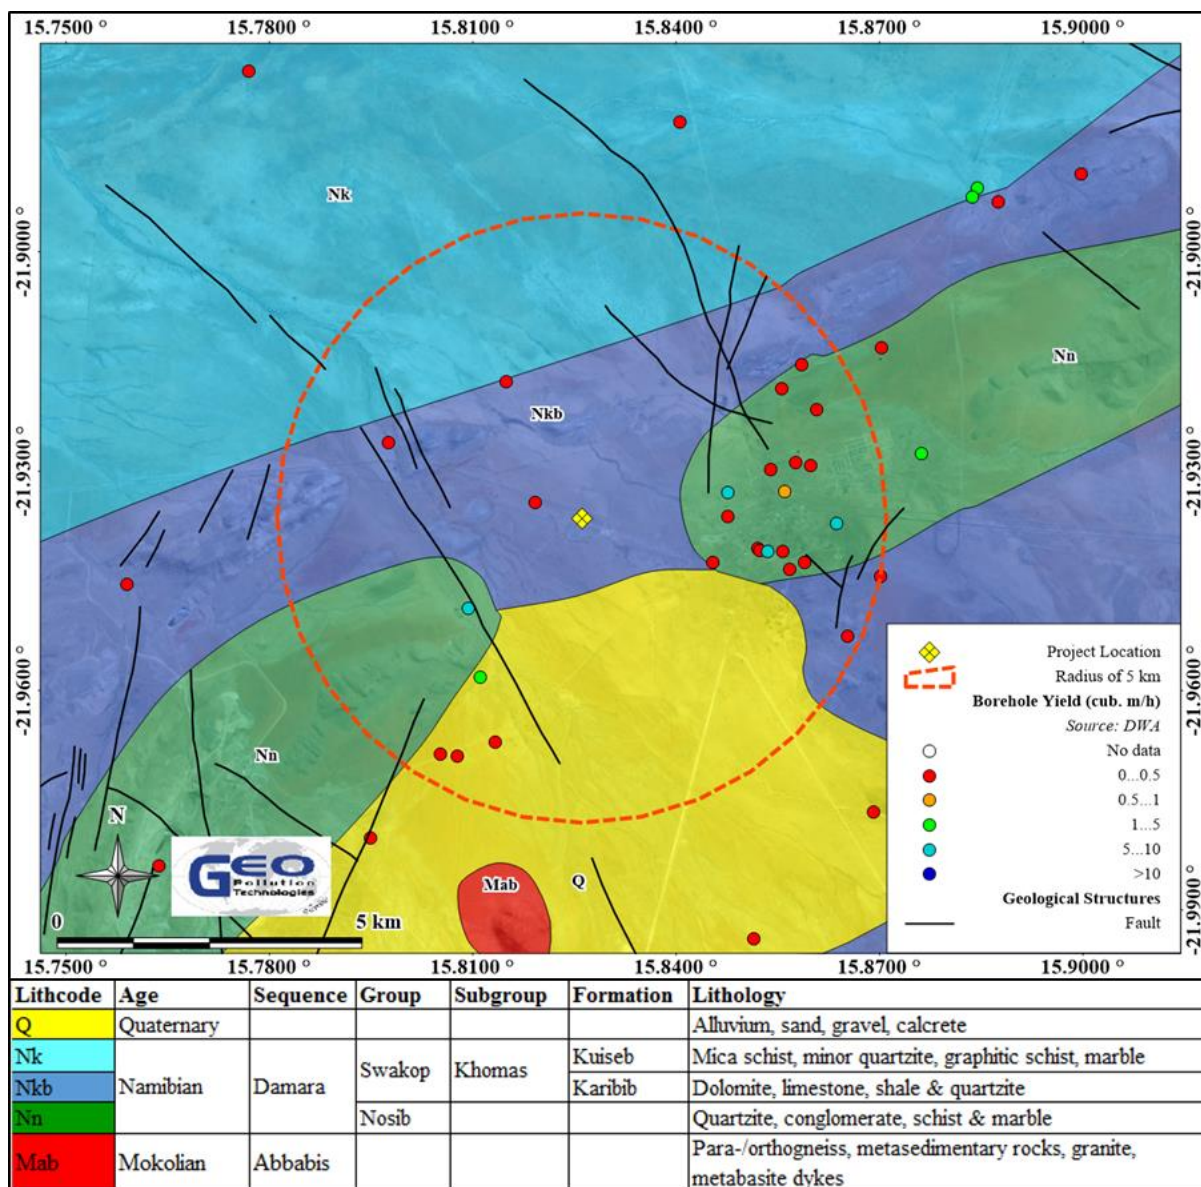 15.7500 ° 15.7800 ° 15.8100 ° 15.8400 ° 15.8700 ° 15.9000 °
Nk
-21.9000 ° -21.9000 °
Nn
Nkb
-21.9300 ° -21.9300 °
Project Location
Radius of 5 km
Borehole Yield (cub. m/h)
Source: DWA
-21.9600 ° -21.9600 °
No data
Nn
0...0.5
0.5...1
N
1...5
5...10
GEO
Pollution
Technologies
Mab
Q
>10
-21.9900 °
Geological Structures
0 5 km
Fault
15.7500 ° 15.7800 ° 15.8100 ° 15.8400 ° 15.8700 ° 15.9000 °
Lithcode Age Sequence Group Subgroup Formation Lithology
Q Quaternary Alluvium, sand, gravel, calcrete
Nk Namibian Damara Swakop Khomas Kuiseb Mica schist, minor quartzite, graphitic schist, marble
Nkb Karibib Dolomite, limestone, shale & quartzite
Nn Nosib Quartzite, conglomerate, schist & marble
Mab Mokolian Abbabis Para-/orthogneiss, metasedimentary rocks, granite,
metabasite dykes